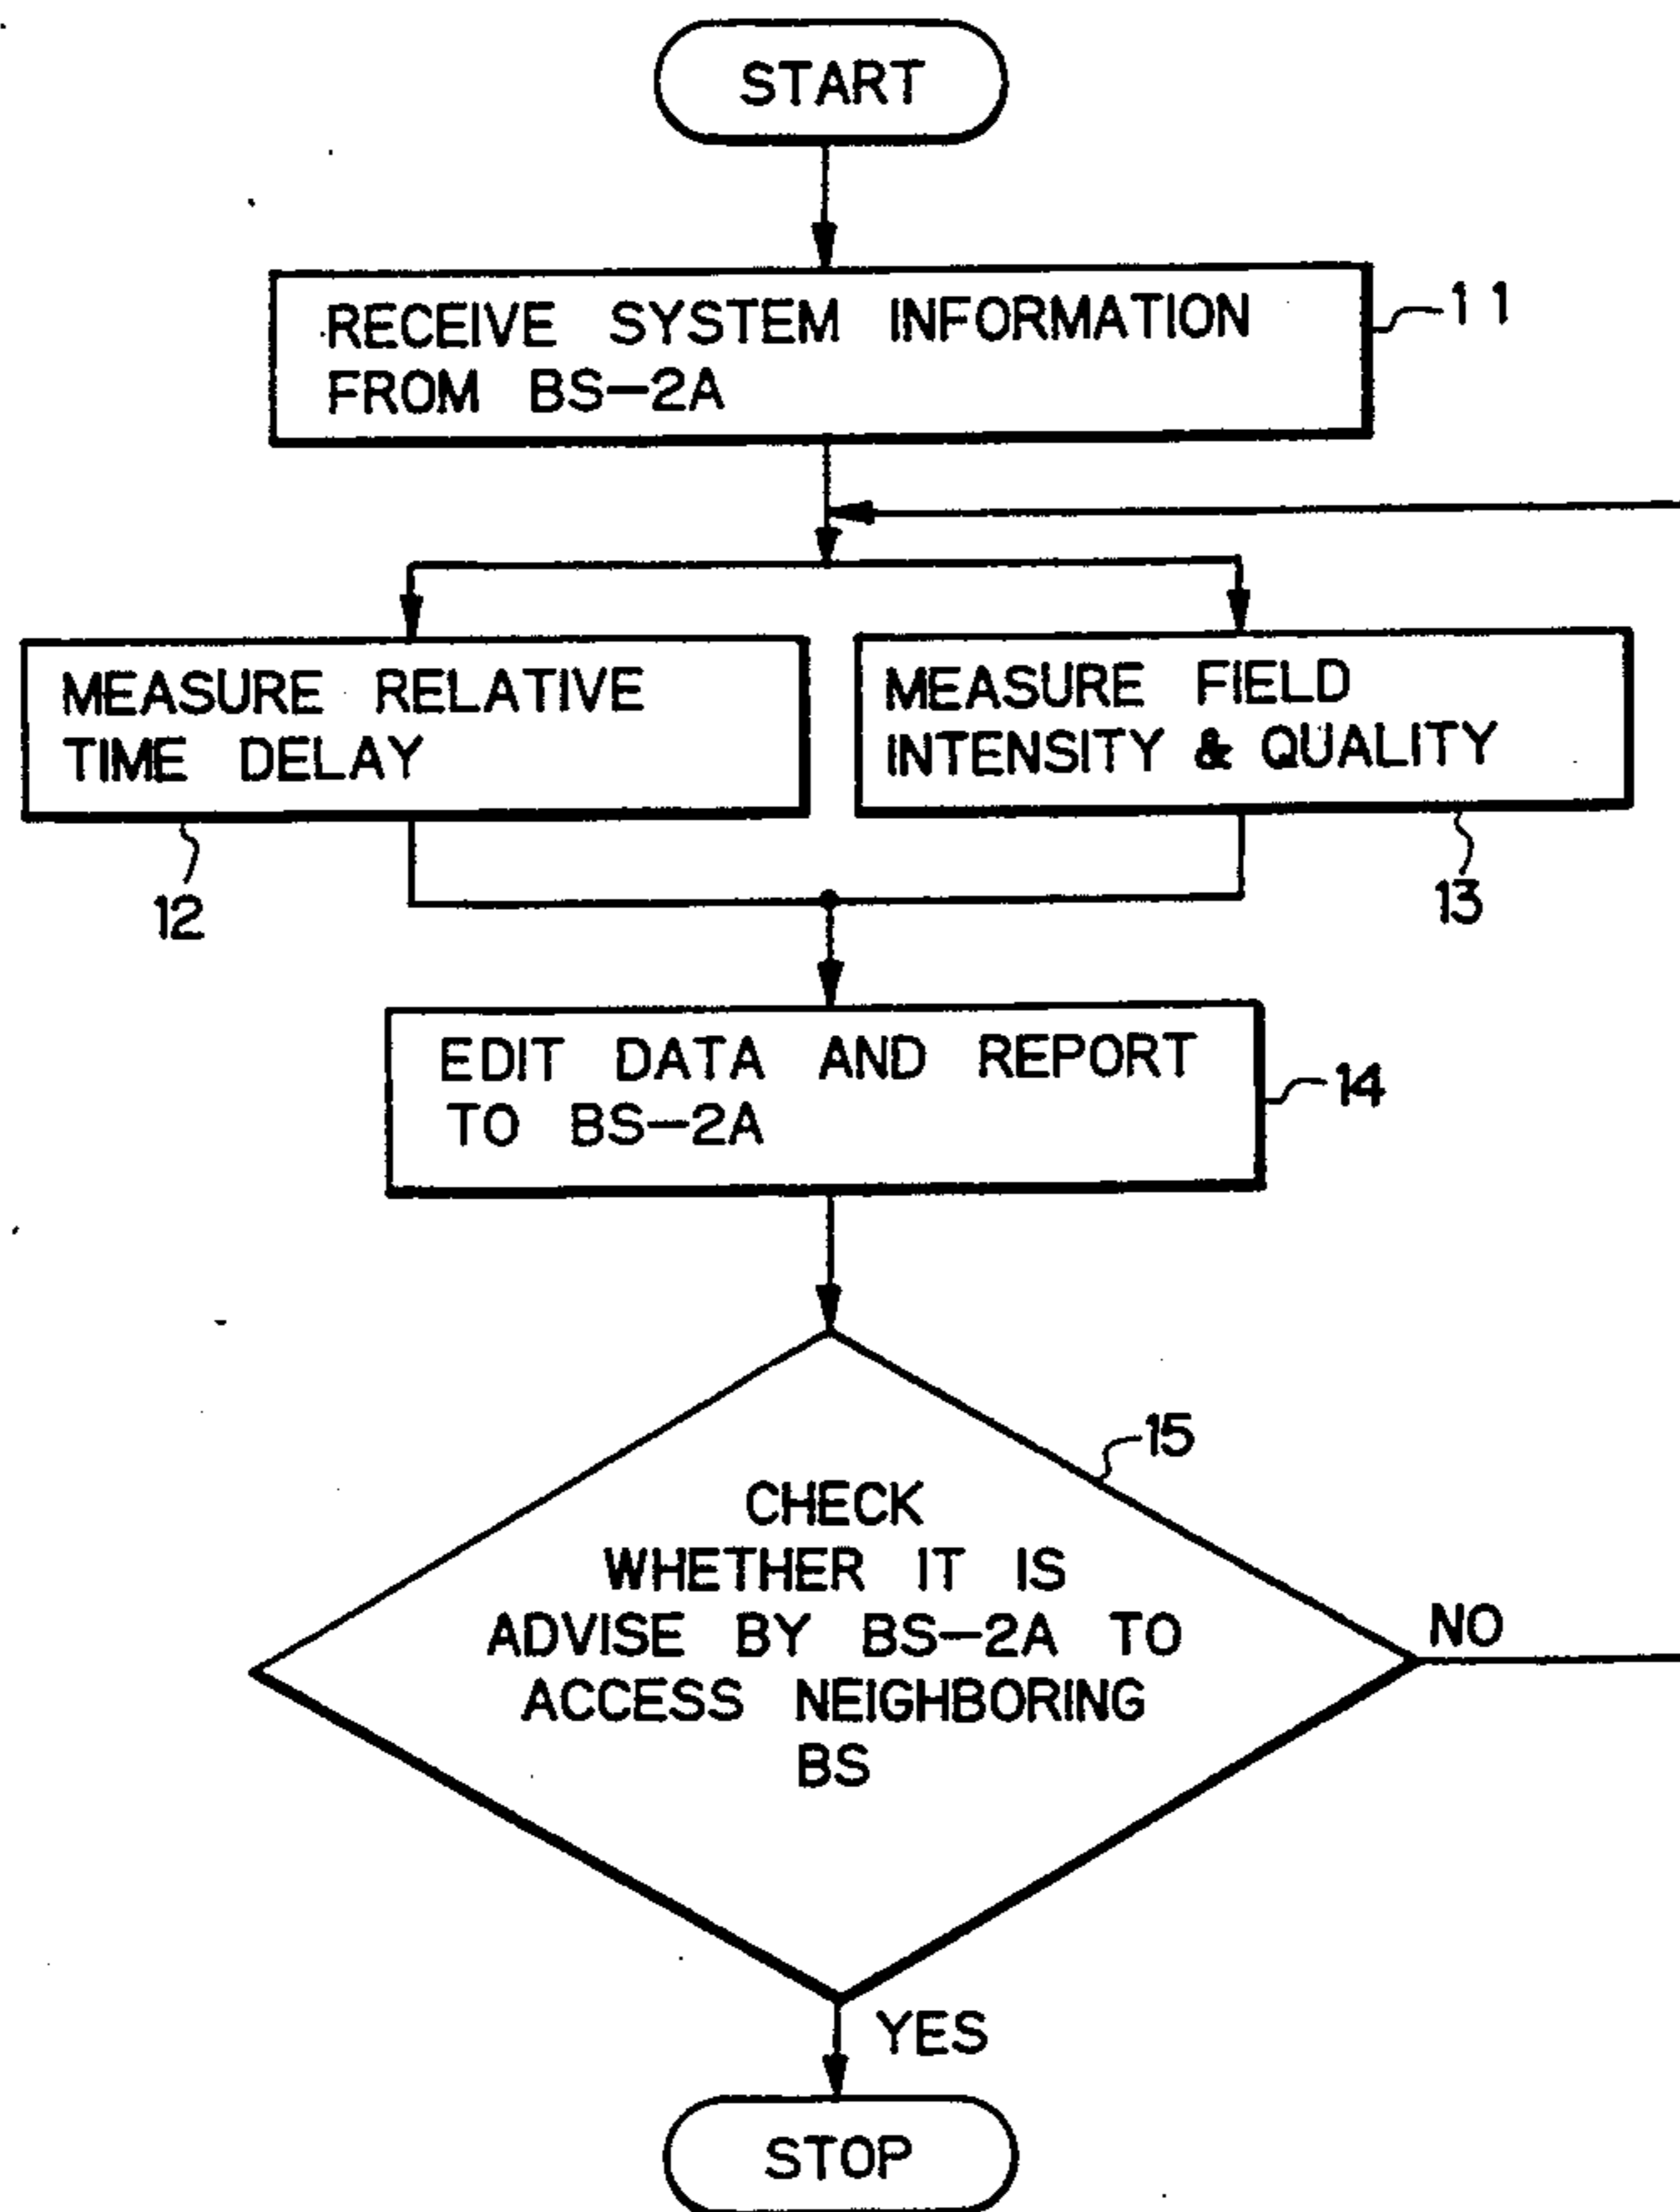 START
RECEIVE SYSTEM INFORMATION
FROM BS-2A
11
MEASURE RELATIVE
TIME DELAY
12
MEASURE FIELD
INTENSITY & QUALITY
13
EDIT DATA AND REPORT
TO BS-2A
14
15
CHECK
WHETHER IT IS
ADVISE BY BS-2A TO
ACCESS NEIGHBORING
BS
NO
YES
STOP